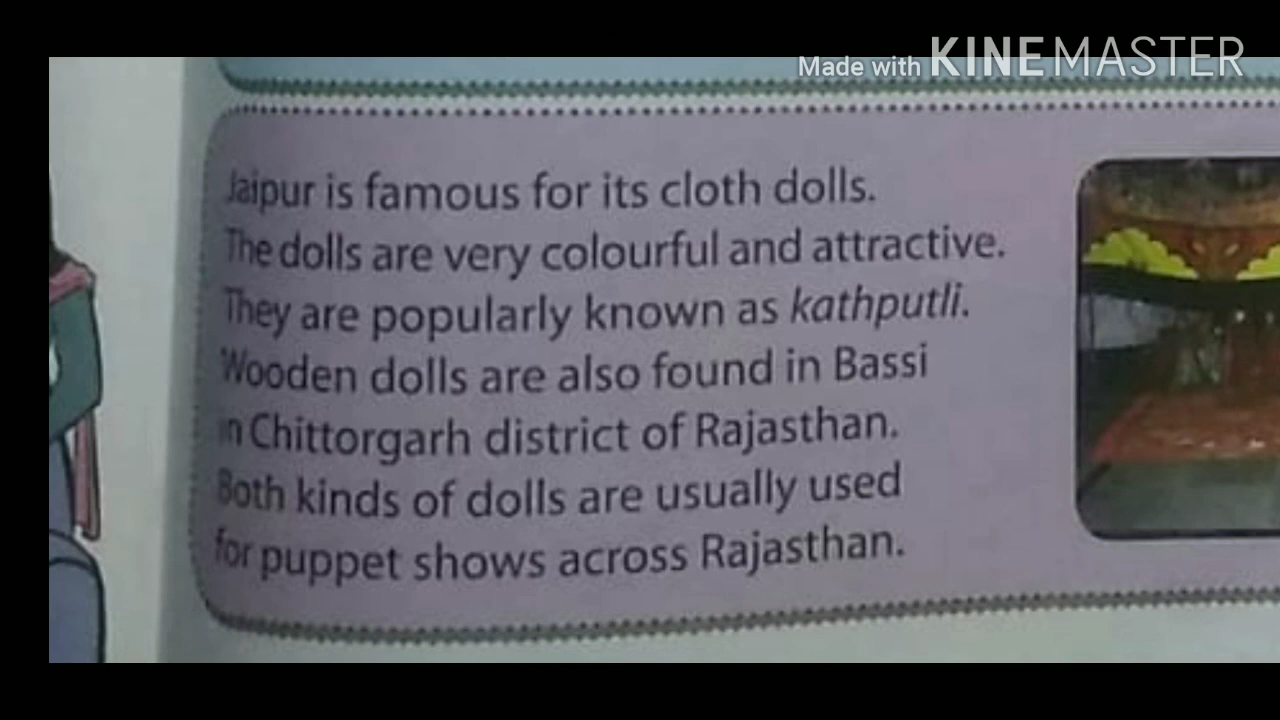 Made with KINEMASTER
Jaipur is famous for its cloth dolls.
The dolls are very colourful and attractive.
They are popularly known as kathputli.
Wooden dolls are also found in Bassi
in Chittorgarh district of Rajasthan.
Both kinds of dolls are usually used
for puppet shows across Rajasthan.